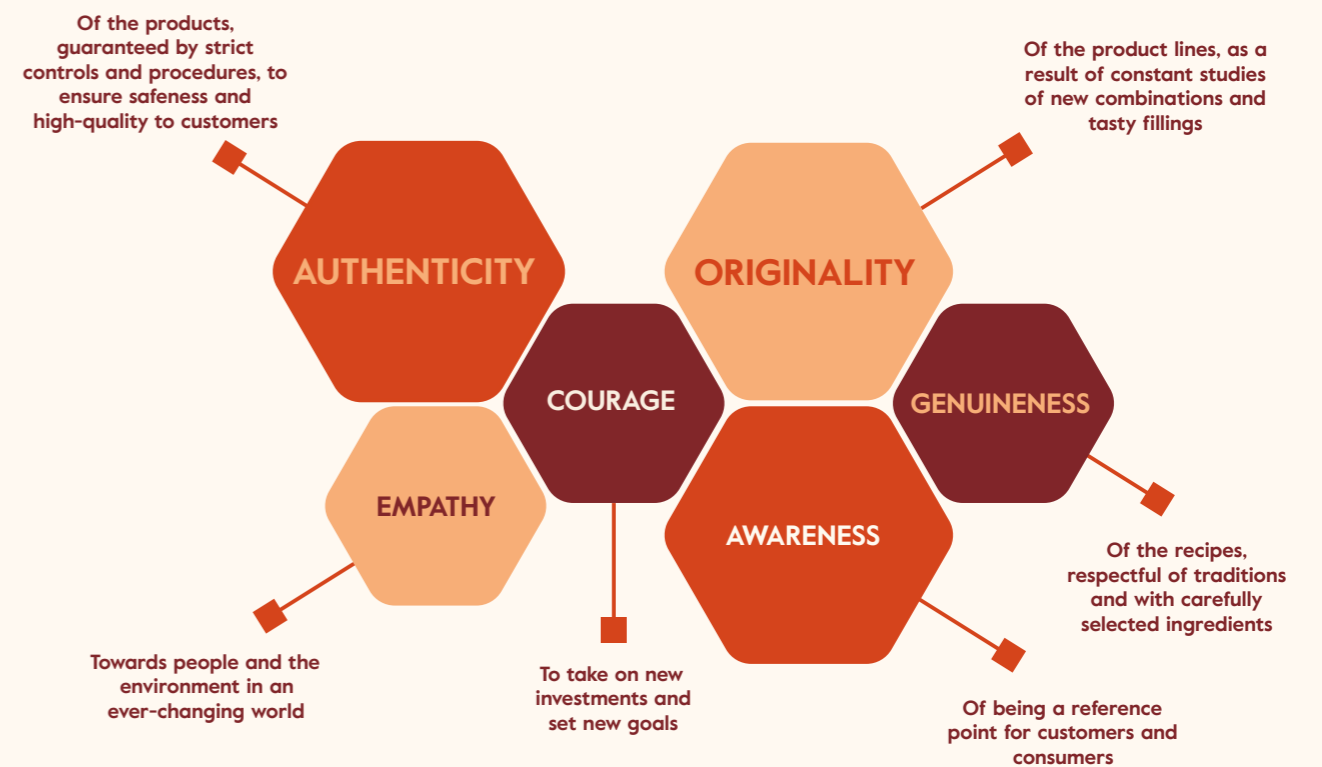 Of the products,
guaranteed by strict
controls and procedures, to
ensure safeness and
high-quality to customers
Of the product lines, as a
result of constant studies
of new combinations and
tasty fillings
AUTHENTICITY
ORIGINALITY
COURAGE
GENUINENESS
EMPATHY
AWARENESS
Of the recipes,
respectful of traditions
and with carefully
selected ingredients
Towards people and the
environment in an
ever-changing world
To take on new
investments and
set new goals
Of being a reference
point for customers and
consumers